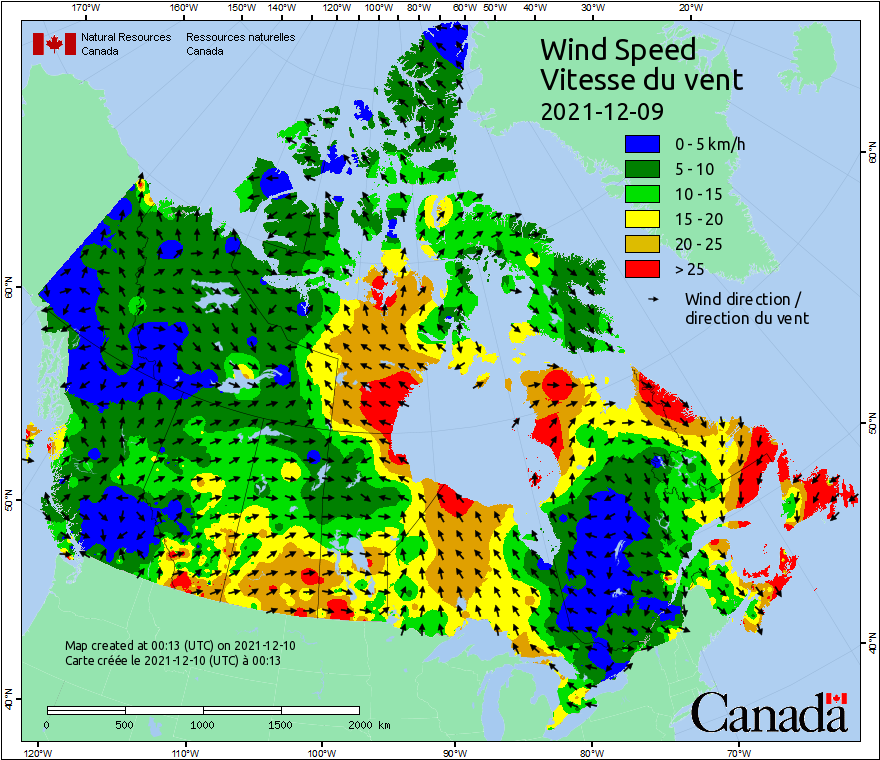 170°W 160°W 150°W 140°W 120°W 100°W 80°W 60°W 50°W 40°W 30°W 20°W
Natural Resources Canada
Ressources naturelles Canada
Wind Speed
Vitesse du vent
2021-12-09
0 - 5 km/h
5 - 10
10 - 15
15 - 20
20 - 25
> 25
Wind direction /
direction du vent
60°N
50°N
40°N
60°N
50°N
40°N
Map created at 00:13 (UTC) on 2021-12-10
Carte créée le 2021-12-10 (UTC) à 00:13
0 500 1000 1500 2000 km
Canada
120°W 110°W 100°W 90°W 80°W 70°W